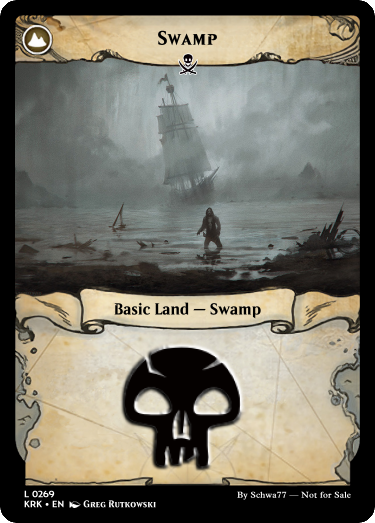 Swamp
Basic Land — Swamp
L 0269
KRK • EN Greg Rutkowski
By Schwa77 — Not for Sale